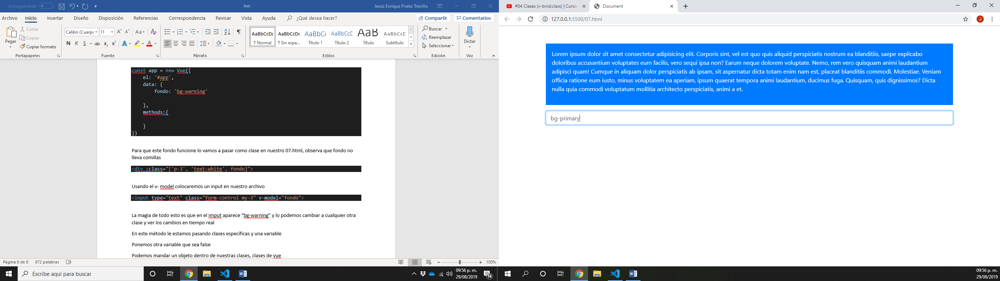 Autoguardado
leer
Jesús Enrique Prieto Treviño
Archivo Inicio Insertar Diseño Disposición Referencias Correspondencia Revisar Vista Ayuda ¿Qué desea hacer? Compartir Comentarios
Pegar
Cortar
Copiar
Copiar formato
Portapapeles
Calibri (Cuerpo 11
N K S ab x₂ x²
Fuente
Párrafo
AaBbCcDc AaBbCcDc AaBbCc AaBbCcD AaB AaBbCcD
¶ Normal ¶ Sin espa... Título 1 Título 2 Título Subtítulo
Estilos
Buscar
Reemplazar
Seleccionar
Edición
Dictar
Voz
const app = new Vue({
el: '#app',
data: {
fondo: 'bg-warning'
},
methods:{
}
})
Para que este fondo funcione lo vamos a pasar como clase en nuestro 07.html, observa que fondo no
lleva comillas
<div :class="['p-3', 'text-white', fondo]">
Usando el v- model colocaremos un input en nuestro archivo
<input type="text" class="form-control my-3" v-model="fondo">
La magia de todo esto es que en el imput aparece “bg-warning” y lo podemos cambiar a cualquier otra
clase y ver los cambios en tiempo real
En este método le estamos pasando clases específicas y una variable
Ponemos otra variable que sea false
Podemos mandar un objeto dentro de nuestras clases, clases de vue
Página 8 de 8 872 palabras 100%
Escribe aquí para buscar
09:56 p. m.
29/08/2019
14
#04 Clases (v-bind:class) | Curso
Document
127.0.0.1:5500/07.html
J
Lorem ipsum dolor sit amet consectetur adipisicing elit. Corporis sint, vel est quo quis aliquid perspiciatis nostrum ea blanditiis, saepe explicabo
doloribus accusantium voluptates eum facilis, vero sequi ipsa non? Earum neque dolorem voluptate. Nemo, rem vero quisquam animi laudantium
adipisci quam! Cumque in aliquam dolor perspiciatis ab ipsam, sit aspernatur dicta totam enim nam est, placeat blanditiis commodi. Molestiae. Veniam
officia ratione eum iusto, minus voluptatem ea aperiam, ipsum quaerat tempora animi laudantium, ducimus fuga. Quisquam, quis dignissimos? Dicta
nulla quia commodi voluptatum mollitia architecto perspiciatis, animi a et.
bg-primary
09:56 p. m.
29/08/2019